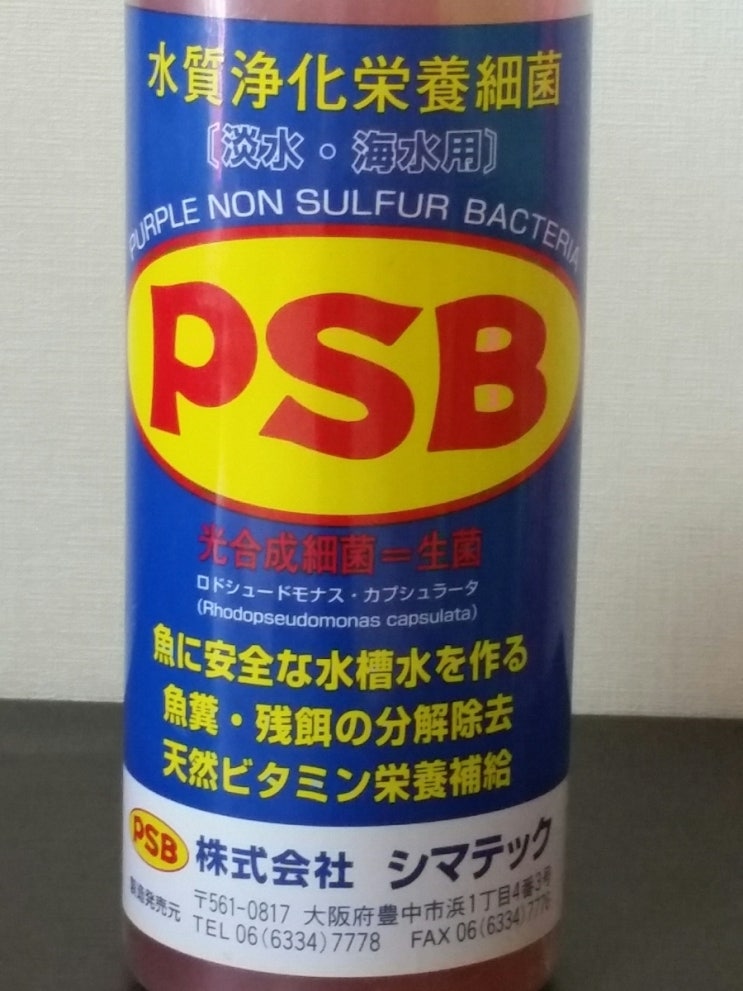 水質浄化栄養細菌
〔淡水・海水用〕
PURPLE NON SULFUR BACTERIA
PSB
光合成細菌＝生菌
ロドシュードモナス・カプシュラータ
(Rhodopseudomonas capsulata)
魚に安全な水槽水を作る
魚糞・残餌の分解除去
天然ビタミン栄養補給
PSB 株式会社 シマテック
製造発売元 〒561-0817 大阪府豊中市浜1丁目4番3号
TEL 06(6334)7778 FAX 06(6334)